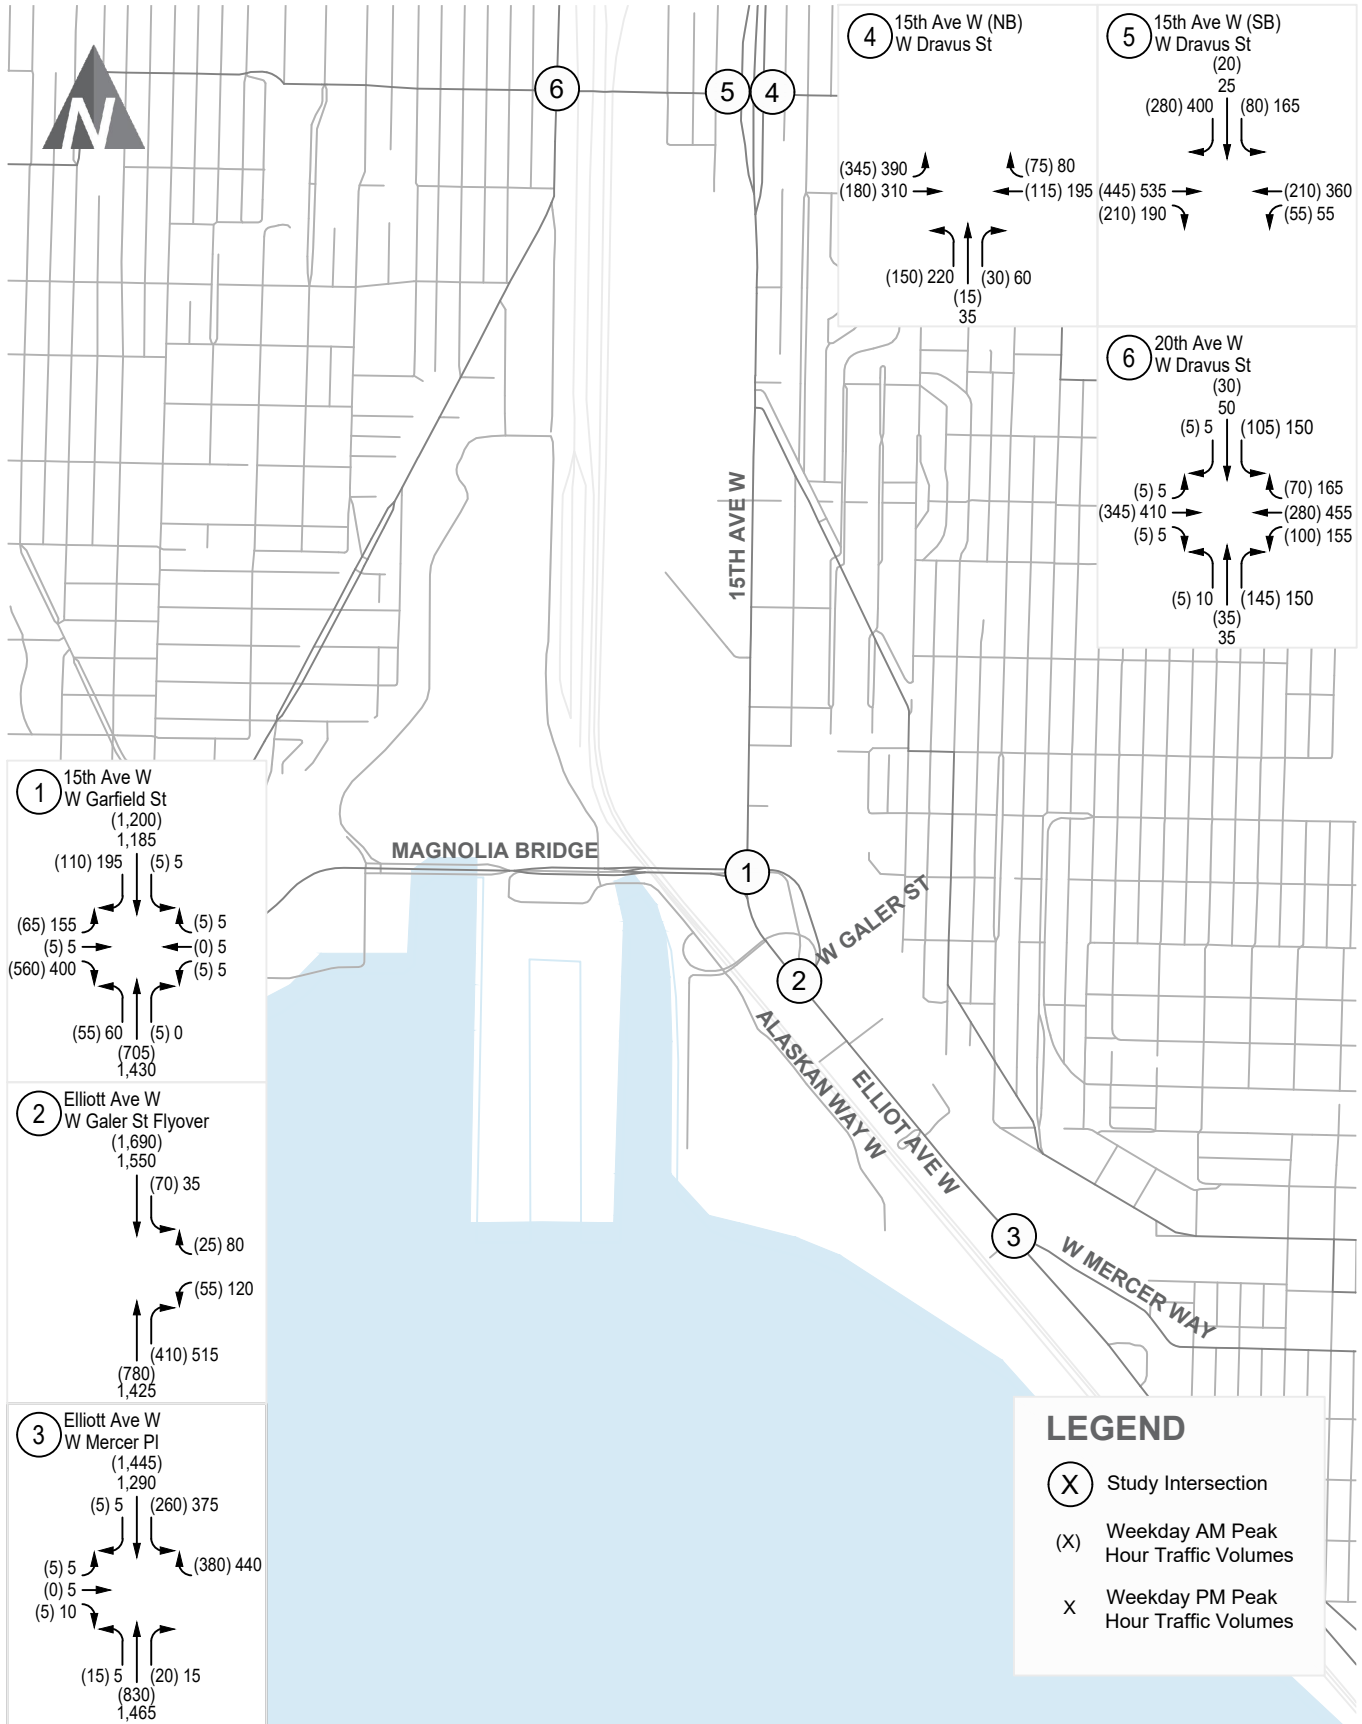 N
6
5
4
4
15th Ave W (NB)
W Dravus St
(345) 390
(180) 310
(75) 80
(115) 195
(150) 220
(30) 60
(15)
35
5
15th Ave W (SB)
W Dravus St
(20)
25
(280) 400
(80) 165
(445) 535
(210) 190
(210) 360
(55) 55
6
20th Ave W
W Dravus St
(30)
50
(5) 5
(105) 150
(5) 5
(345) 410
(5) 5
(70) 165
(280) 455
(100) 155
(5) 10
(145) 150
(35)
35
15TH AVE W
1
15th Ave W
W Garfield St
(1,200)
1,185
(110) 195
(5) 5
(65) 155
(5) 5
(560) 400
(5) 5
(0) 5
(5) 5
(55) 60
(5) 0
(705)
1,430
MAGNOLIA BRIDGE
1
W GALER ST
2
ALASKAN WAY W
ELLIOT AVE W
3
W MERCER WAY
2
Elliott Ave W
W Galer St Flyover
(1,690)
1,550
(70) 35
(25) 80
(55) 120
(410) 515
(780)
1,425
3
Elliott Ave W
W Mercer Pl
(1,445)
1,290
(5) 5
(260) 375
(5) 5
(0) 5
(5) 10
(380) 440
(15) 5
(20) 15
(830)
1,465
LEGEND
X
Study Intersection
(X)
Weekday AM Peak
Hour Traffic Volumes
X
Weekday PM Peak
Hour Traffic Volumes